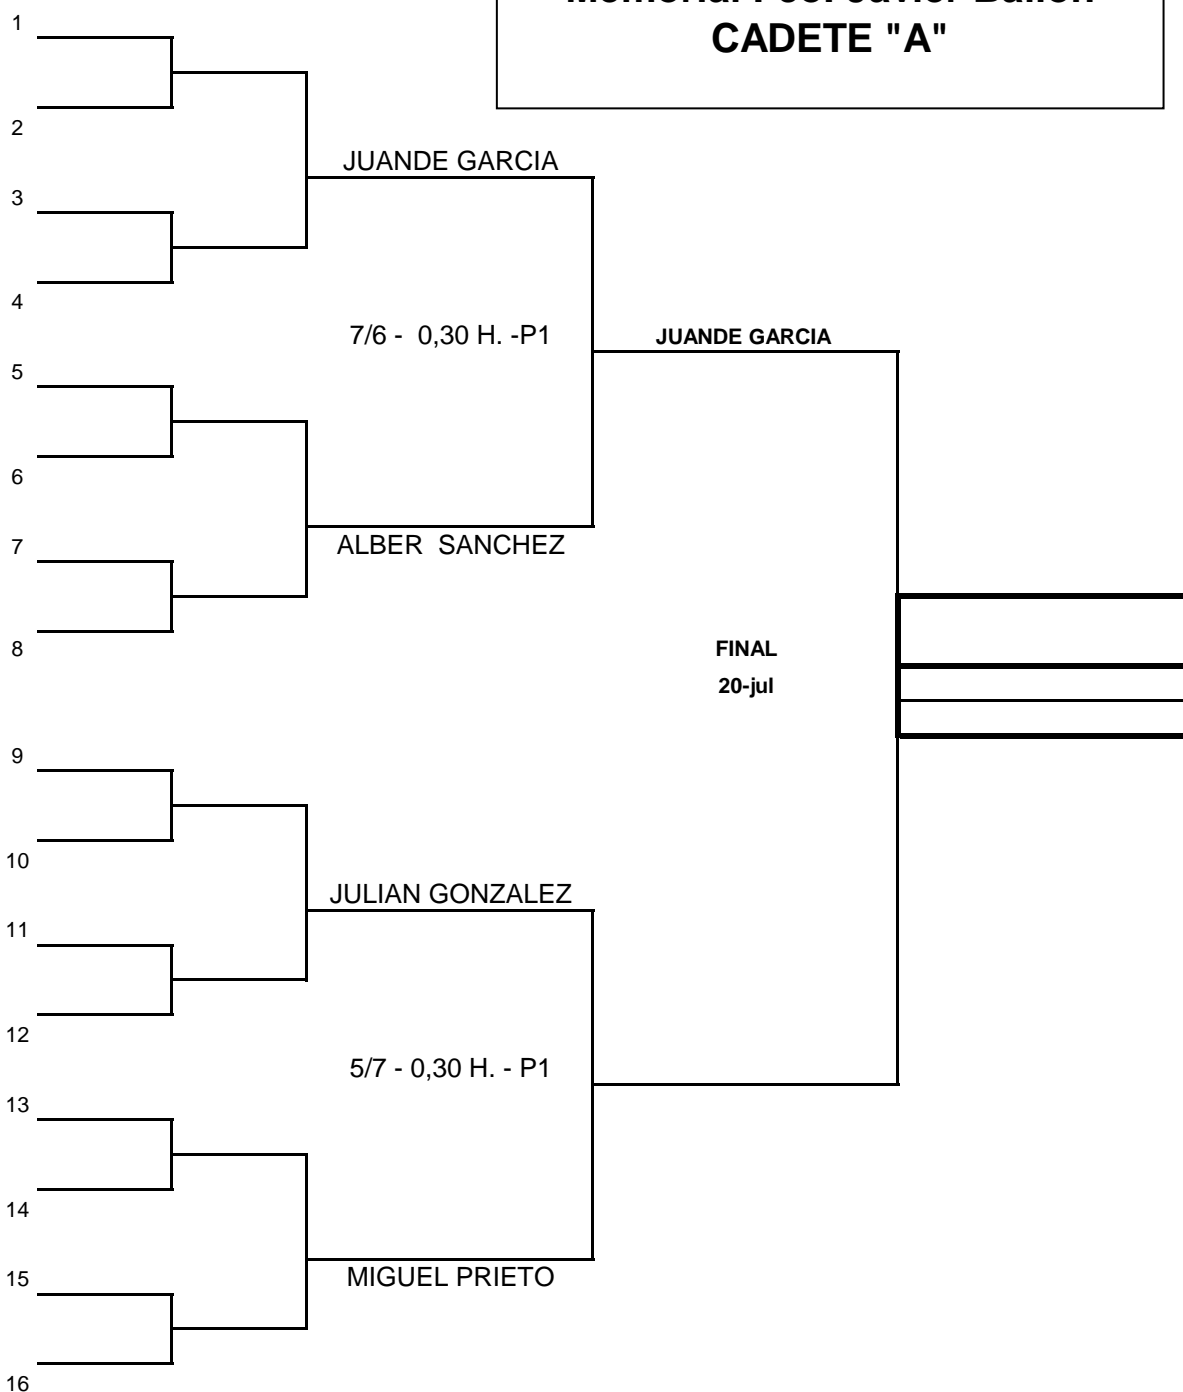 CADETE "A"
1
2
JUANDE GARCIA
3
4
7/6 - 0,30 H. -P1
JUANDE GARCIA
5
6
ALBER SANCHEZ
7
8
FINAL
20-jul
9
10
JULIAN GONZALEZ
11
12
5/7 - 0,30 H. - P1
13
14
MIGUEL PRIETO
15
16